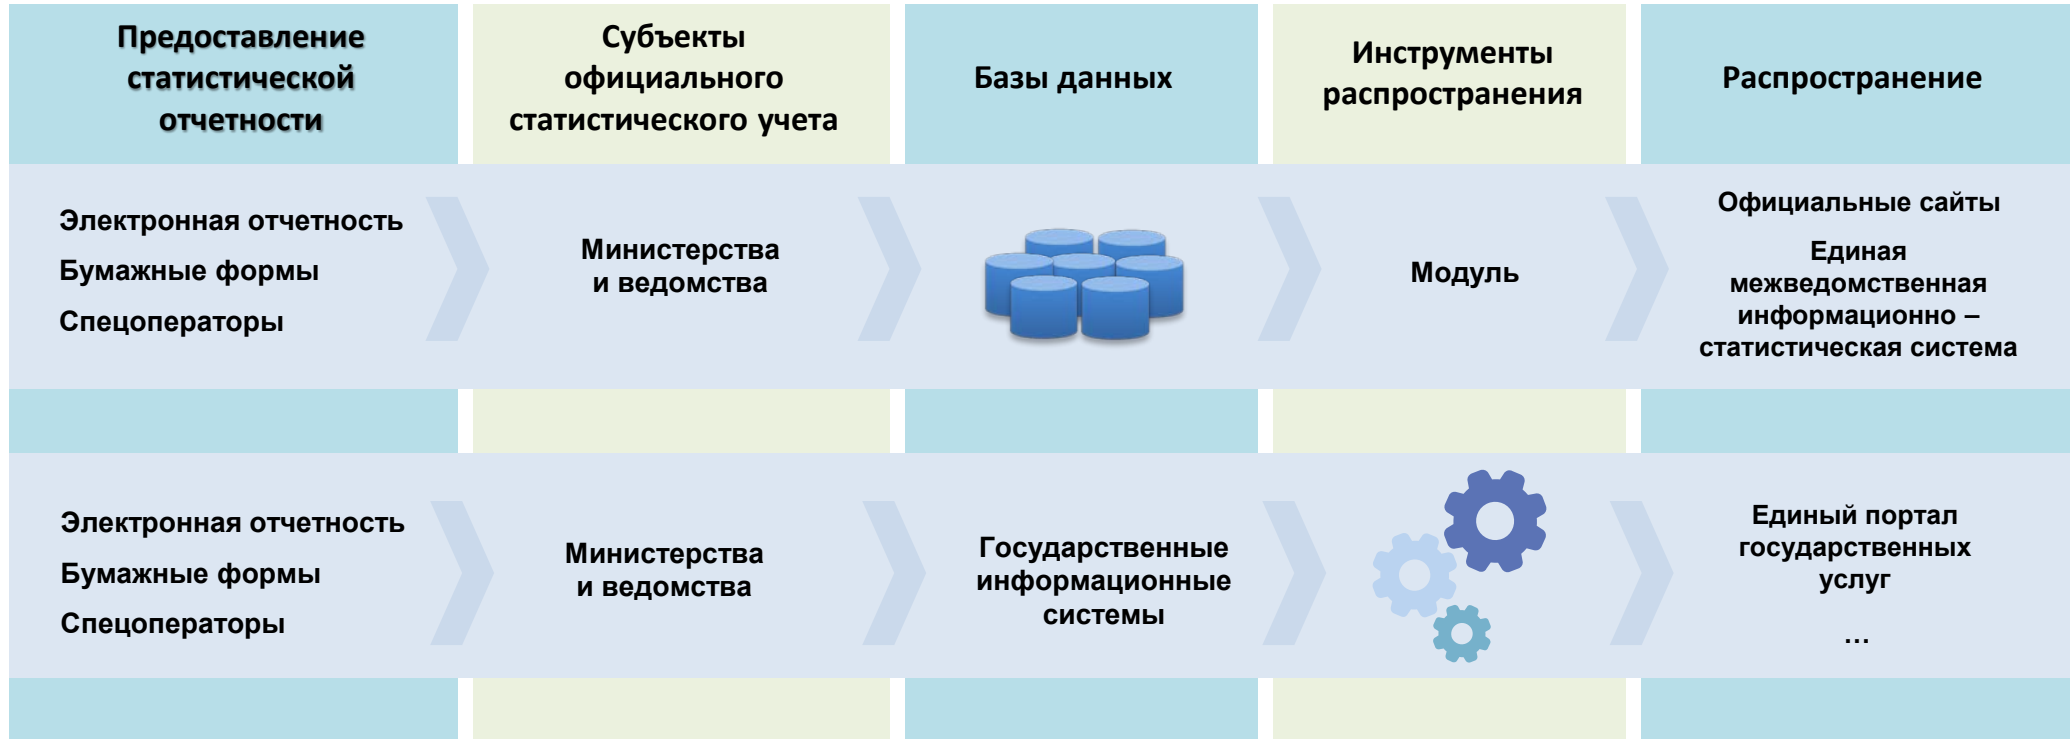 Предоставление
статистической
отчетности
Субъекты
официального
статистического учета
Базы данных
Инструменты
распространения
Распространение
Электронная отчетность
Бумажные формы
Спецоператоры
Министерства
и ведомства
Модуль
Официальные сайты
Единая
межведомственная
информационно –
статистическая система
Электронная отчетность
Бумажные формы
Спецоператоры
Министерства
и ведомства
Государственные
информационные
системы
Единый портал
государственных
услуг
...